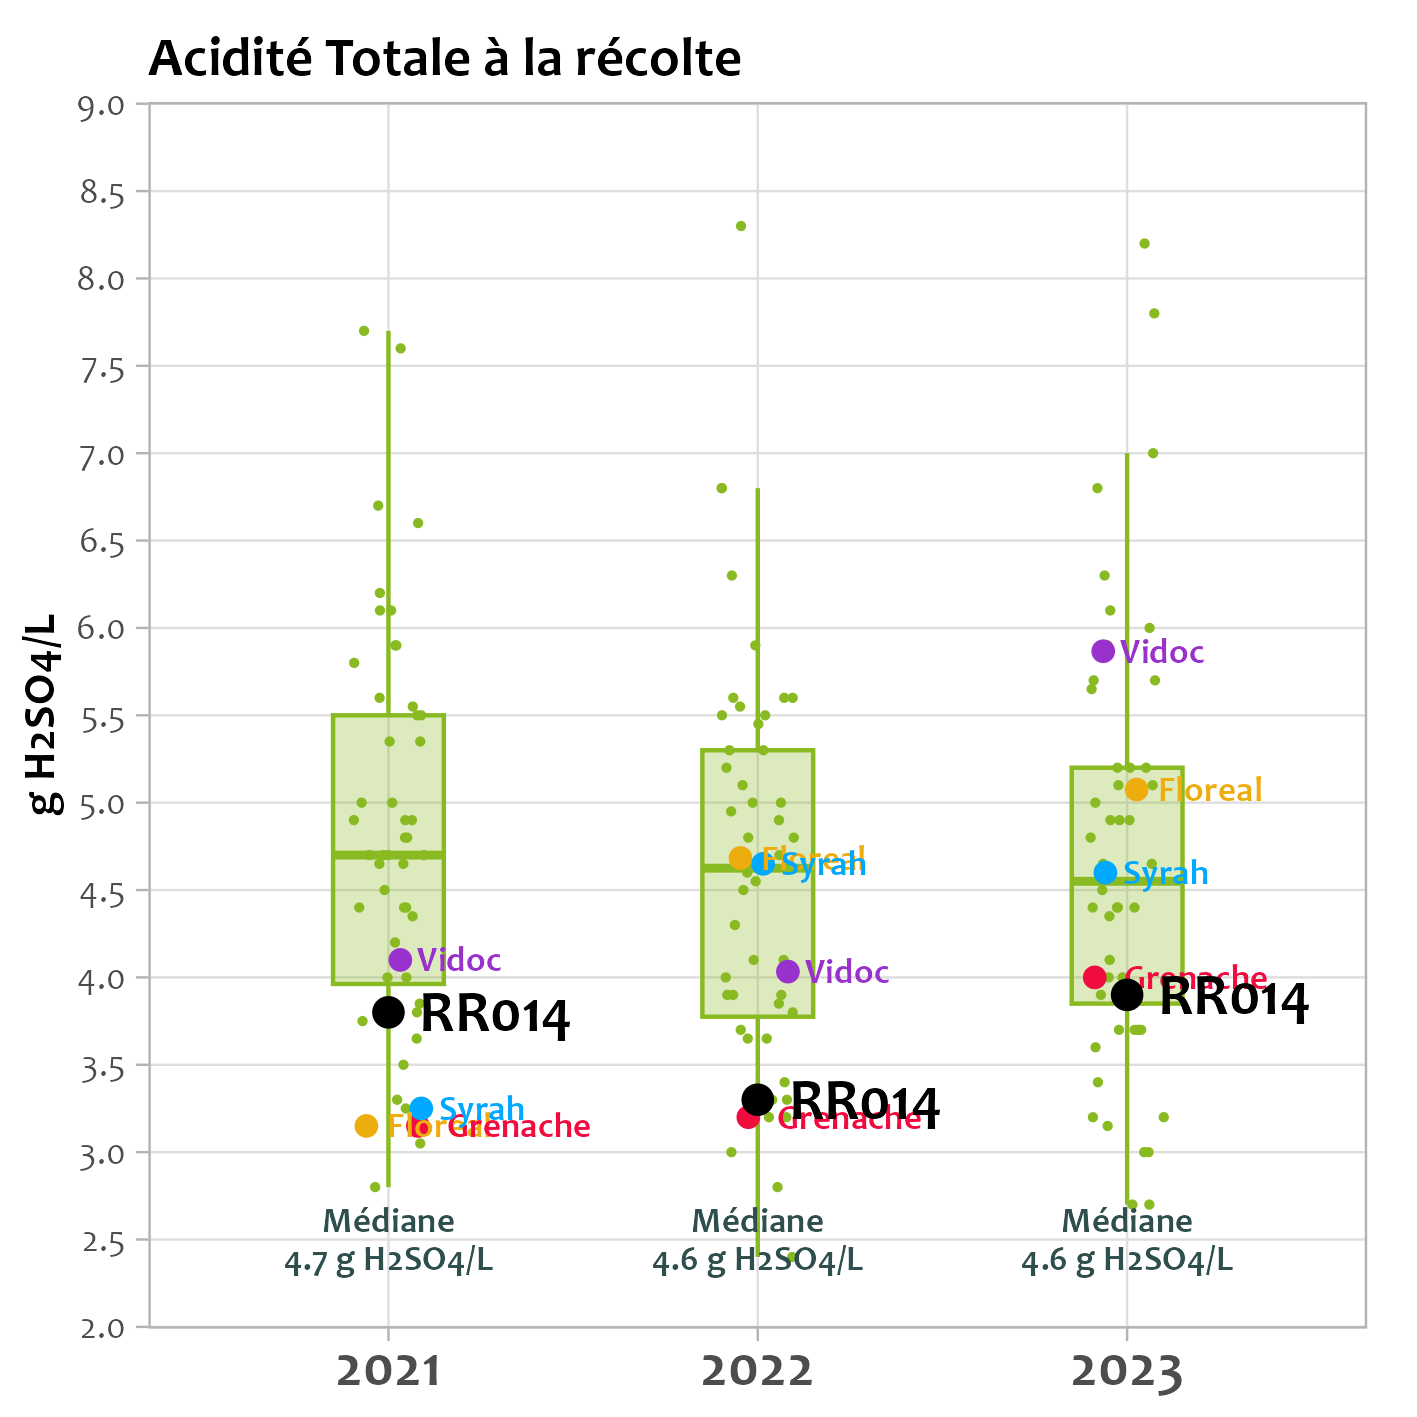 Acidité Totale à la récolte
g H2SO4/L
9.0
8.5
8.0
7.5
7.0
6.5
6.0
5.5
5.0
4.5
4.0
3.5
3.0
2.5
2.0
Vidoc
RR014
Syrah
Floreal
Grenache
Médiane
4.7 g H2SO4/L
Floreal
Syrah
Vidoc
RR014
Grenache
Médiane
4.6 g H2SO4/L
Vidoc
Floreal
Syrah
Grenache
RR014
Médiane
4.6 g H2SO4/L
2021
2022
2023